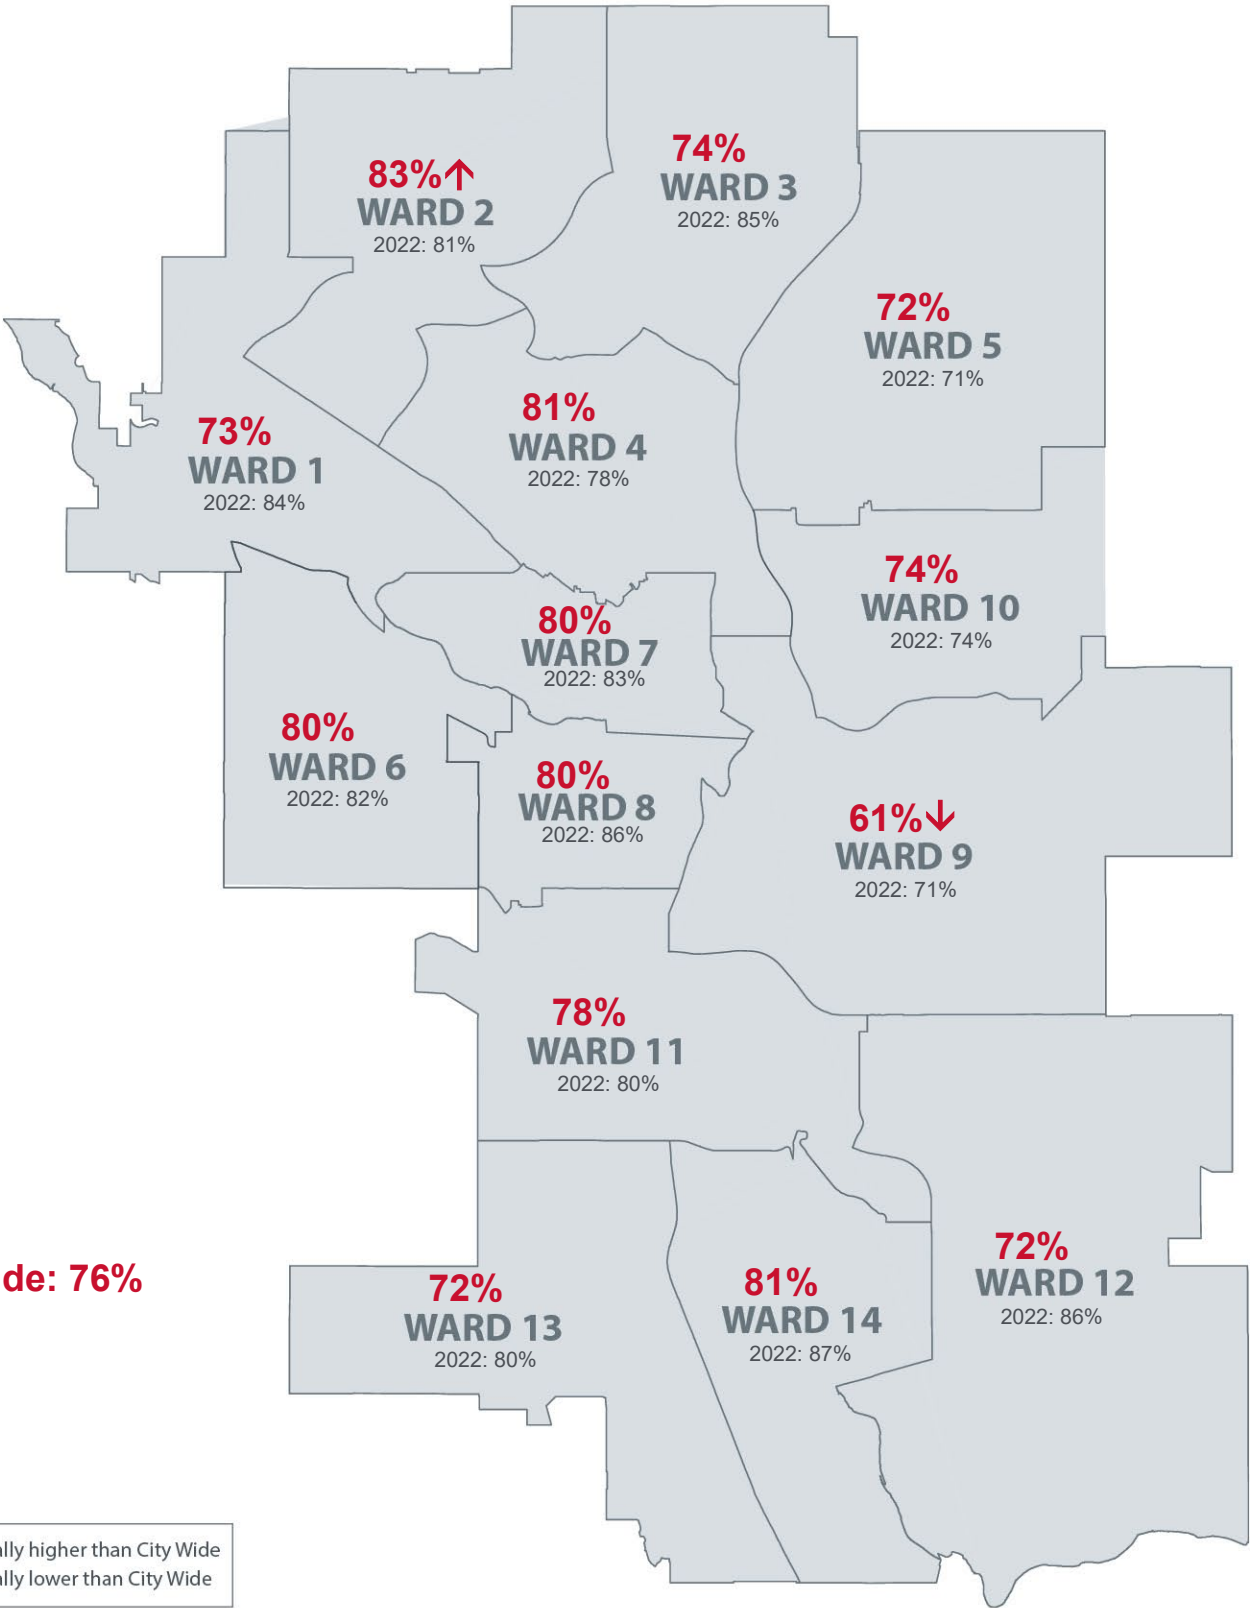 74%
WARD 3
2022: 85%
83%↑
WARD 2
2022: 81%
72%
WARD 5
2022: 71%
81%
WARD 4
2022: 78%
73%
WARD 1
2022: 84%
74%
WARD 10
2022: 74%
80%
WARD 7
2022: 83%
80%
WARD 6
2022: 82%
80%
WARD 8
2022: 86%
61%↓
WARD 9
2022: 71%
78%
WARD 11
2022: 80%
72%
WARD 12
2022: 86%
de: 76%
72%
WARD 13
2022: 80%
81%
WARD 14
2022: 87%
ally higher than City Wide
ally lower than City Wide